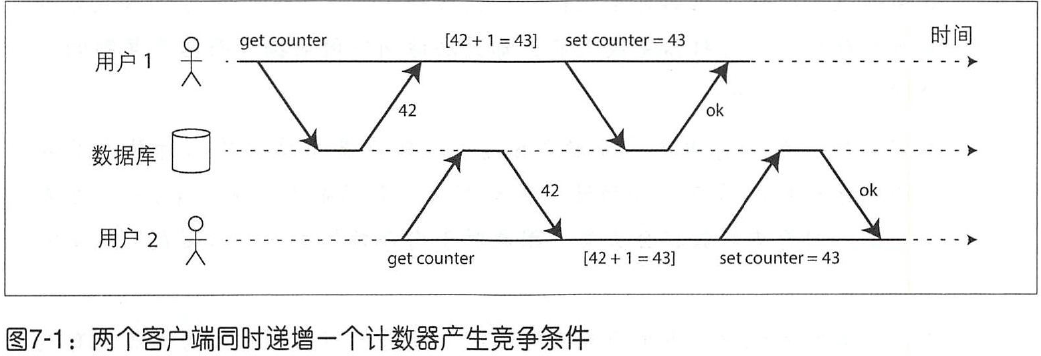 get counter [42 + 1 = 43] set counter = 43 时间
用户 1
42 ok
数据库
42 ok
用户 2
get counter [42 + 1 = 43] set counter = 43
图7-1：两个客户端同时递增一个计数器产生竞争条件